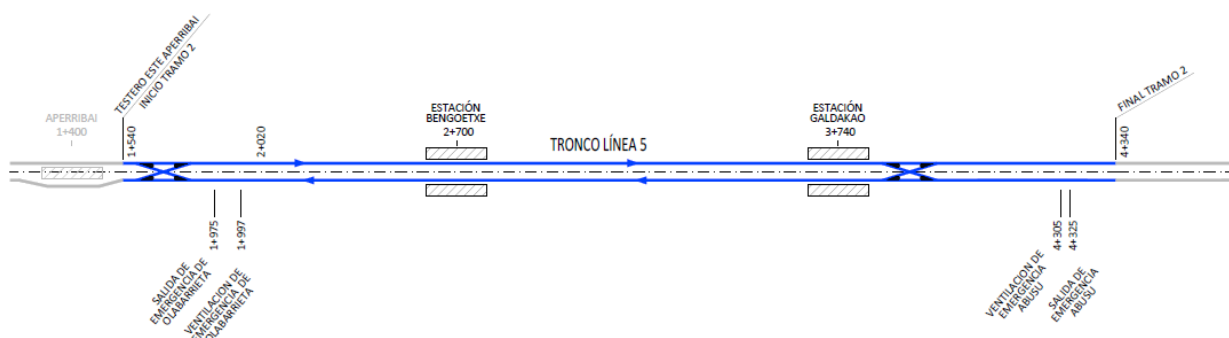 APERRIBAI
1+400
TESTERO ESTE APERRIBAI
INICIO TRAMO 2
1+540
2+020
ESTACIÓN
BENGOETXE
2+700
TRONCO LÍNEA 5
ESTACIÓN
GALDAKAO
3+740
FINAL TRAMO 2
4+340
1+975
1+997
4+305
4+325
SALIDA DE
EMERGENCIA DE
OLABARRIETA
VENTILACIÓN DE
EMERGENCIA DE
OLABARRIETA
VENTILACION DE
EMERGENCIA
ABUSU
SALIDA DE
EMERGENCIA
ABUSU